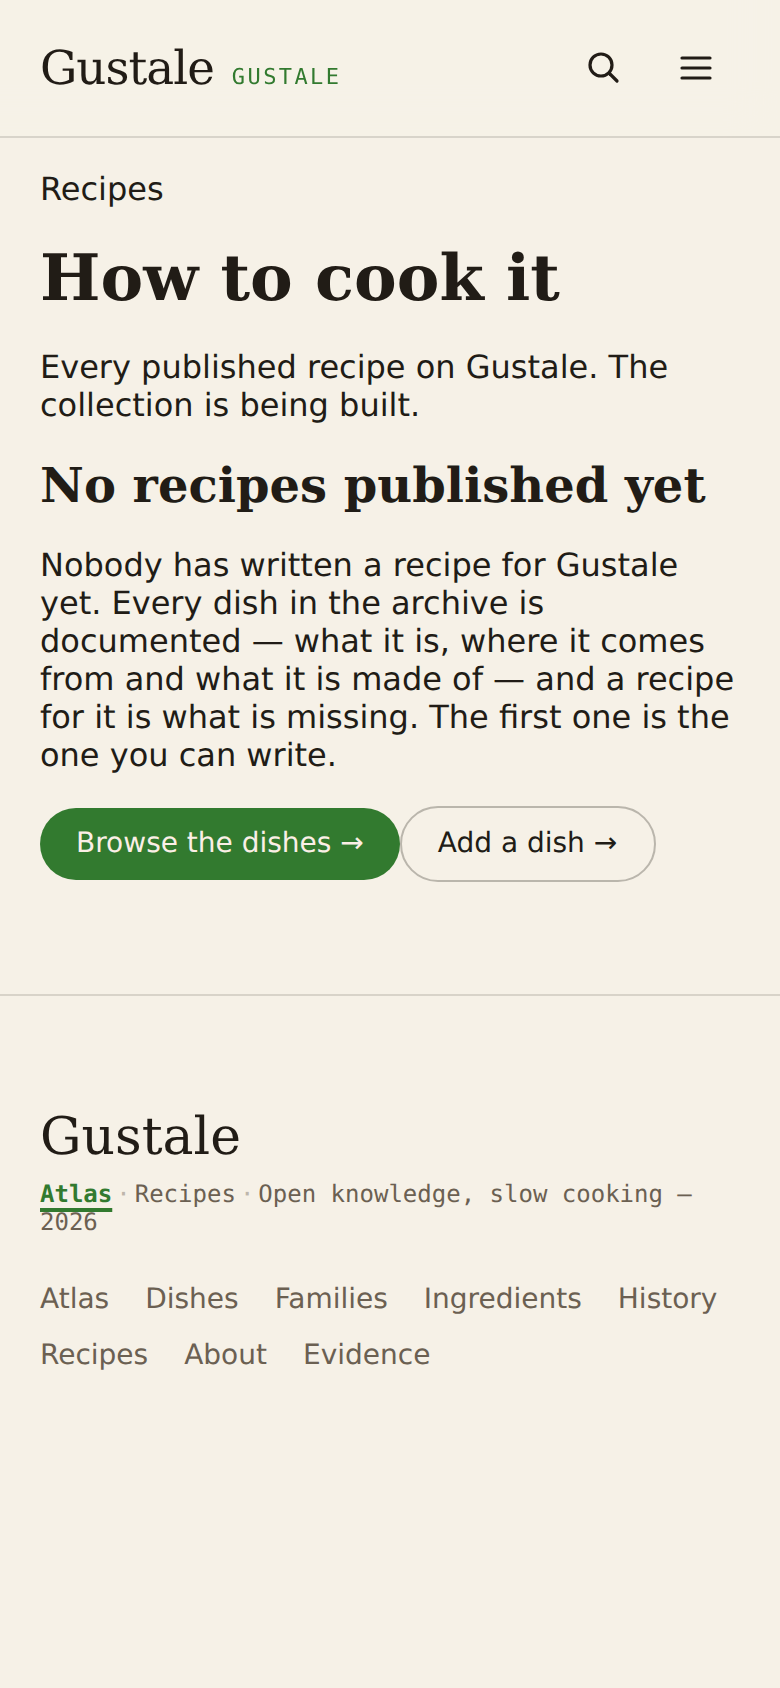 Gustale GUSTALE
Recipes
How to cook it
Every published recipe on Gustale. The
collection is being built.
No recipes published yet
Nobody has written a recipe for Gustale
yet. Every dish in the archive is
documented — what it is, where it comes
from and what it is made of — and a recipe
for it is what is missing. The first one is the
one you can write.
Browse the dishes → Add a dish →
Gustale
Atlas · Recipes · Open knowledge, slow cooking —
2026
Atlas Dishes Families Ingredients History
Recipes About Evidence